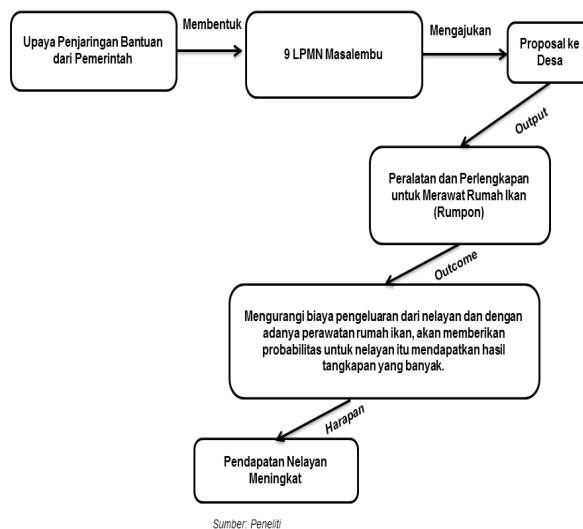 Upaya Penjaringan Bantuan
dari Pemerintah
Membentuk
9 LPMN Masalembu
Mengajukan
Proposal ke
Desa
Output
Peralatan dan Perlengkapan
untuk Merawat Rumah Ikan
(Rumpon)
Outcome
Mengurangi biaya pengeluaran dari nelayan dan dengan
adanya perawatan rumah ikan, akan memberikan
probabilitas untuk nelayan itu mendapatkan hasil
tangkapan yang banyak.
Harapan
Pendapatan Nelayan
Meningkat
Sumber: Peneliti